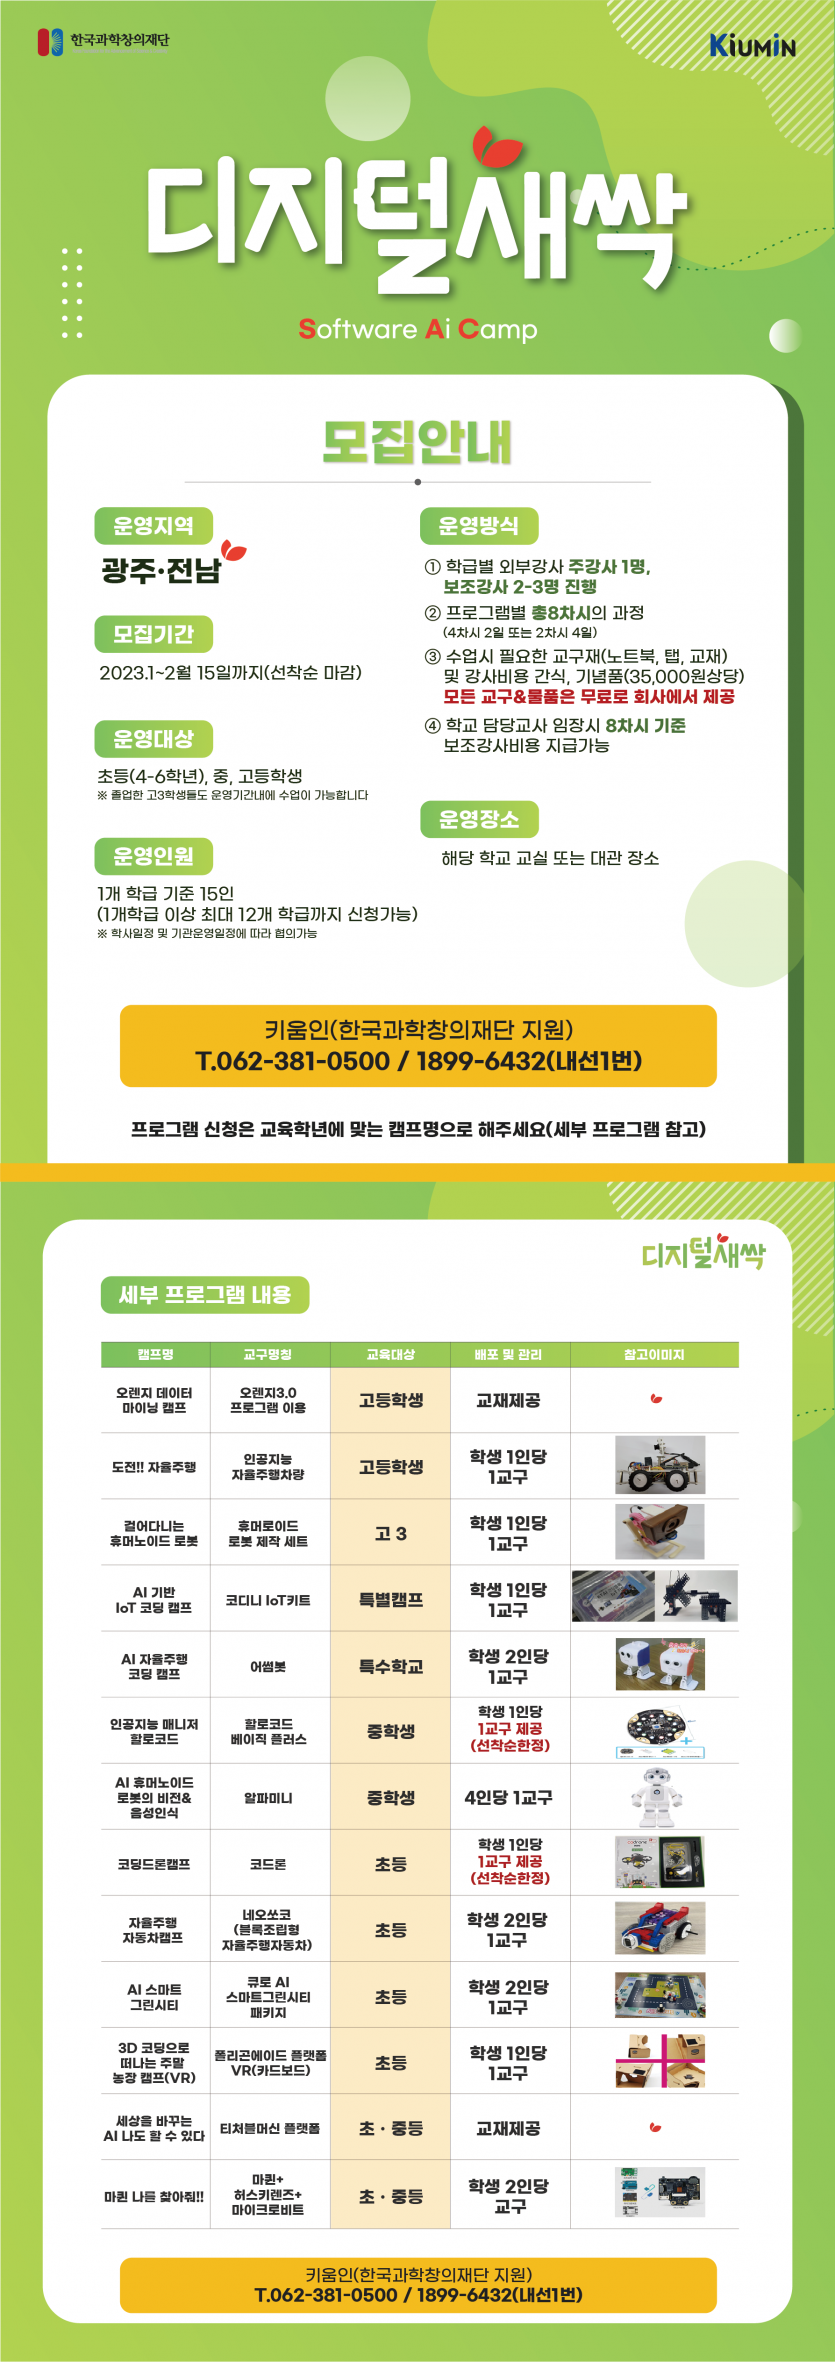 한국과학창의재단
KiUMiN
디지털새싹
Software Ai Camp
모집안내
운영지역
광주·전남
모집기간
2023.1~2월 15일까지(선착순 마감)
운영대상
초등(4-6학년), 중, 고등학생
※ 졸업한 고3학생들도 운영기간내에 수업이 가능합니다
운영인원
1개 학급 기준 15인
(1개학급 이상 최대 12개 학급까지 신청가능)
※ 학사일정 및 기관운영일정에 따라 협의가능
운영방식
① 학급별 외부강사 주강사 1명,
보조강사 2-3명 진행
② 프로그램별 총8차시의 과정
(4차시 2일 또는 2차시 4일)
③ 수업시 필요한 교구재(노트북, 탭, 교재)
및 강사비용 간식, 기념품(35,000원상당)
모든 교구&물품은 무료로 회사에서 제공
④ 학교 담당교사 임장시 8차시 기준
보조강사비용 지급가능
운영장소
해당 학교 교실 또는 대관 장소
키움인(한국과학창의재단 지원)
T.062-381-0500 / 1899-6432(내선1번)
프로그램 신청은 교육학년에 맞는 캠프명으로 해주세요(세부 프로그램 참고)
디지털새싹
세부 프로그램 내용
캠프명 교구명칭 교육대상 배포 및 관리 참고이미지
오렌지 데이터
마이닝 캠프
오렌지3.0
프로그램 이용
고등학생
교재제공
도전!! 자율주행
인공지능
자율주행차량
고등학생
학생 1인당
1교구
걸어다니는
휴머노이드 로봇
휴머로이드
로봇 제작 세트
고 3
학생 1인당
1교구
AI 기반
IoT 코딩 캠프
코디니 IoT키트
특별캠프
학생 1인당
1교구
AI 자율주행
코딩 캠프
어썸봇
특수학교
학생 2인당
1교구
인공지능 매니저
할로코드
할로코드
베이직 플러스
중학생
학생 1인당
1교구 제공
(선착순한정)
AI 휴머노이드
로봇의 비전&
음성인식
알파미니
중학생
4인당 1교구
코딩드론캠프
코드론
초등
학생 1인당
1교구 제공
(선착순한정)
자율주행
자동차캠프
네오쏘코
(블록조립형
자율주행자동차)
초등
학생 2인당
1교구
AI 스마트
그린시티
큐로 AI
스마트그린시티
패키지
초등
학생 2인당
1교구
3D 코딩으로
떠나는 주말
농장 캠프(VR)
폴리곤에이드 플랫폼
VR(카드보드)
초등
학생 1인당
1교구
세상을 바꾸는
AI 나도 할 수 있다
티처블머신 플랫폼
초 · 중등
교재제공
마퀸 나를 찾아줘!!
마퀸+
허스키렌즈+
마이크로비트
초 · 중등
학생 2인당
교구
키움인(한국과학창의재단 지원)
T.062-381-0500 / 1899-6432(내선1번)